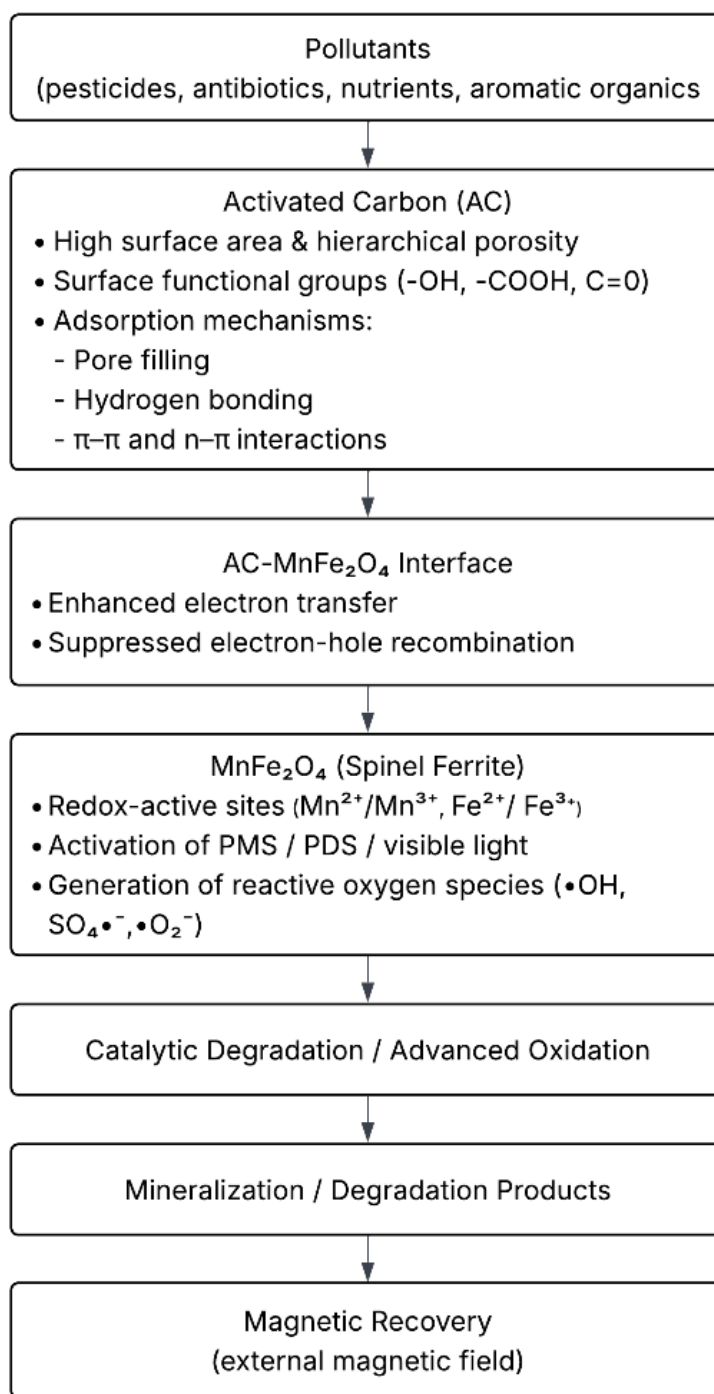 Pollutants
(pesticides, antibiotics, nutrients, aromatic organics
Activated Carbon (AC)
• High surface area & hierarchical porosity
• Surface functional groups (-OH, -COOH, C=0)
• Adsorption mechanisms:
- Pore filling
- Hydrogen bonding
- π–π and n–π interactions
AC-MnFe₂O₄ Interface
• Enhanced electron transfer
• Suppressed electron-hole recombination
MnFe₂O₄ (Spinel Ferrite)
• Redox-active sites (Mn²⁺/Mn³⁺, Fe²⁺/ Fe³⁺)
• Activation of PMS / PDS / visible light
• Generation of reactive oxygen species (•OH,
SO₄•⁻,•O₂⁻)
Catalytic Degradation / Advanced Oxidation
Mineralization / Degradation Products
Magnetic Recovery
(external magnetic field)